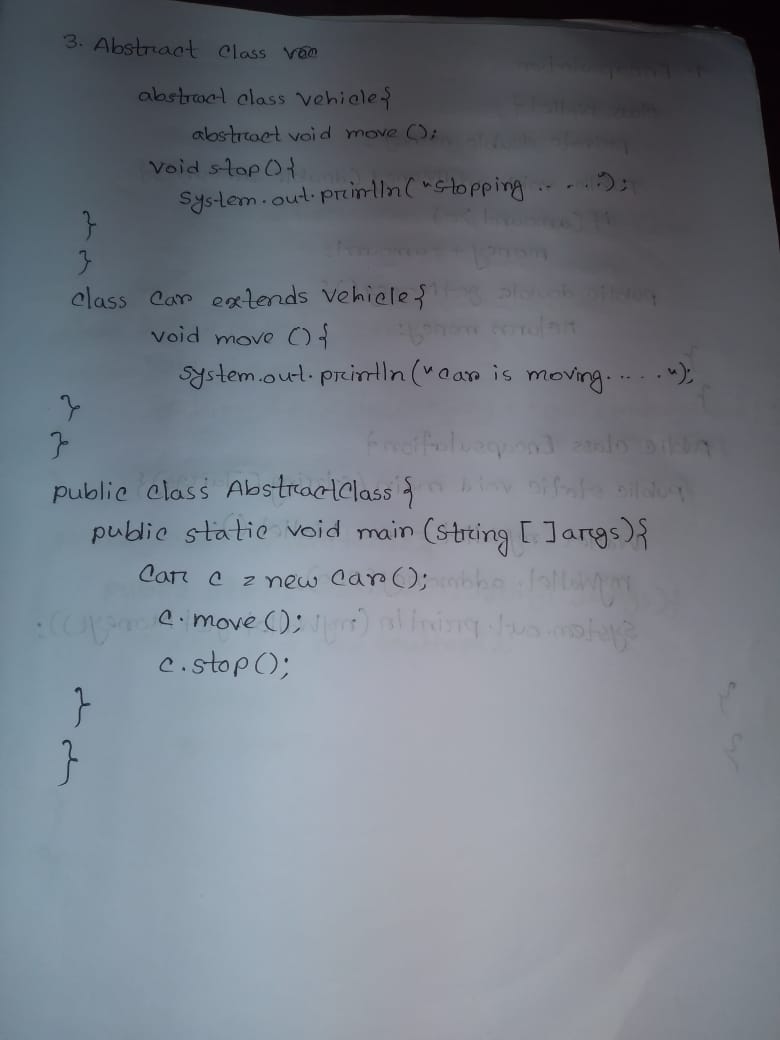 3. Abstract Class
abstract class Vehicle{
abstract void move ();
void stop(){
System.out.println("Stopping .. . . .");
}
}
class Car extends Vehicle{
void move (){
System.out.println("Car is moving. ... . .");
}
}
public class AbstractClass{
public static void main (String [ ] args){
Car c = new Car();
c.move();
c.stop();
}
}